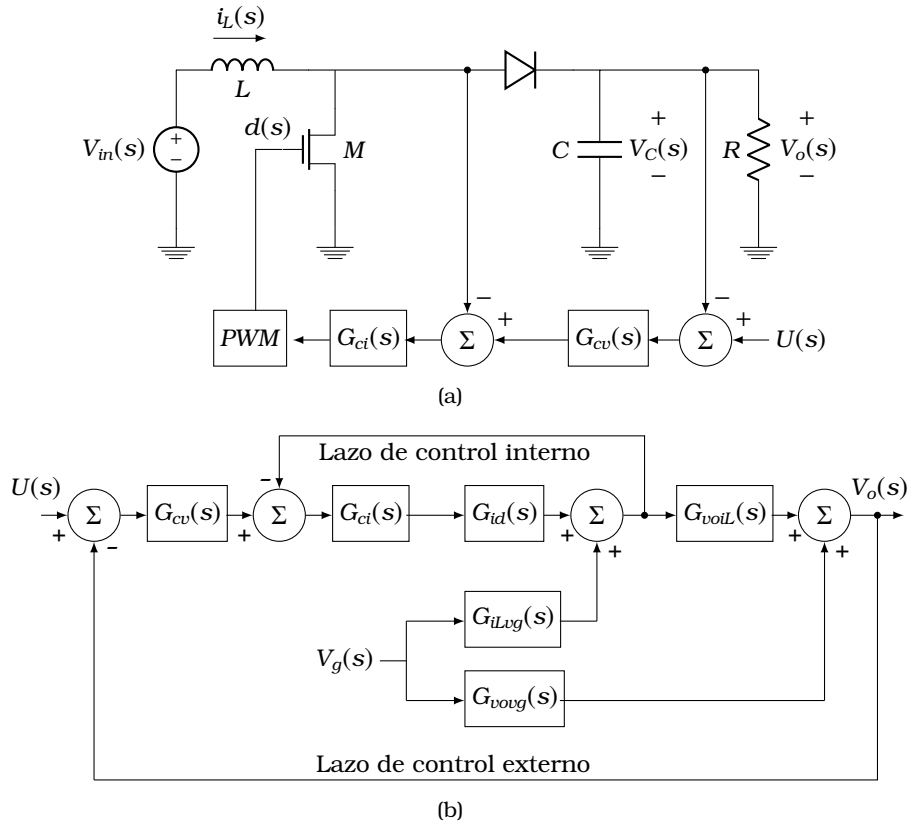 i_L(s)
L
d(s)
V_in(s)
+
−
M
C
+
V_C(s)
−
R
+
V_o(s)
−
−
−
+
+
PWM
G_ci(s)
Σ
G_cv(s)
Σ
U(s)
(a)
Lazo de control interno
U(s)
V_o(s)
-
Σ
G_cv(s)
Σ
G_ci(s)
G_id(s)
Σ
G_voiL(s)
Σ
+
-
+
+
+
+
+
G_iLvg(s)
V_g(s)
G_vovg(s)
Lazo de control externo
(b)